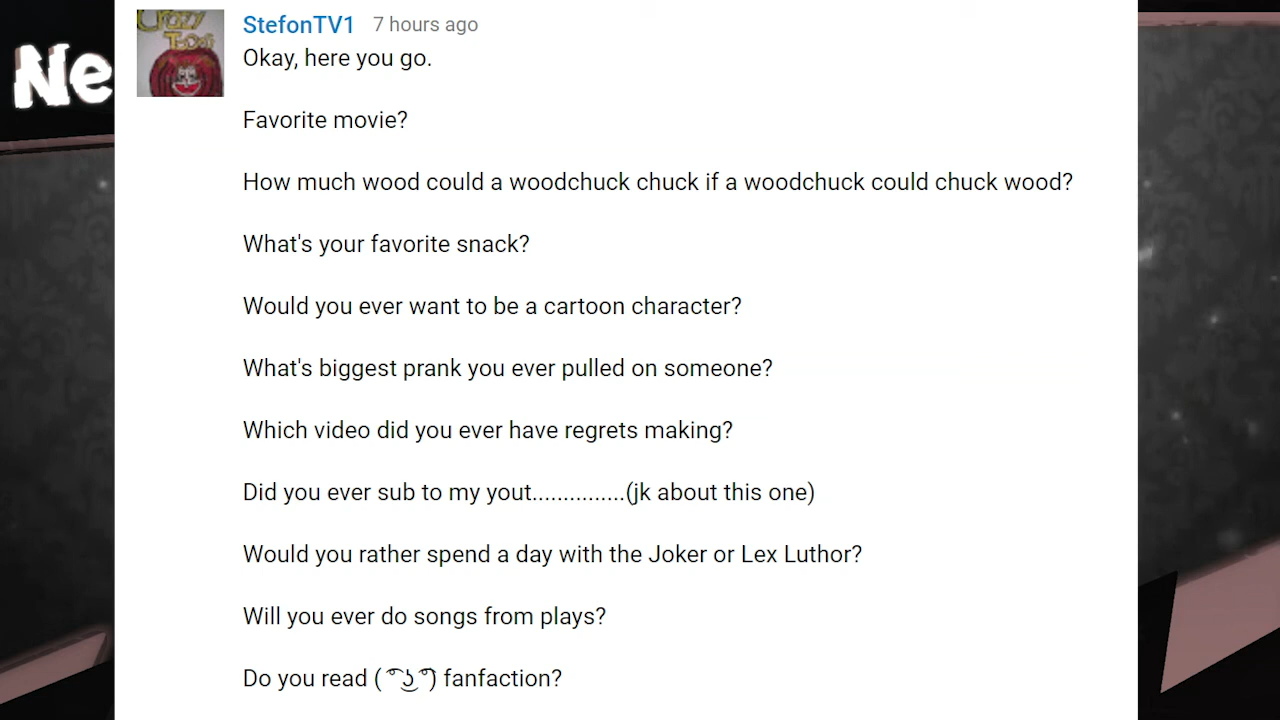 Ne
Crazy
Toons
StefonTV1 7 hours ago
Okay, here you go.
Favorite movie?
How much wood could a woodchuck chuck if a woodchuck could chuck wood?
What's your favorite snack?
Would you ever want to be a cartoon character?
What's biggest prank you ever pulled on someone?
Which video did you ever have regrets making?
Did you ever sub to my yout...............(jk about this one)
Would you rather spend a day with the Joker or Lex Luthor?
Will you ever do songs from plays?
Do you read ( ͡° ͜ʖ ͡°) fanfaction?